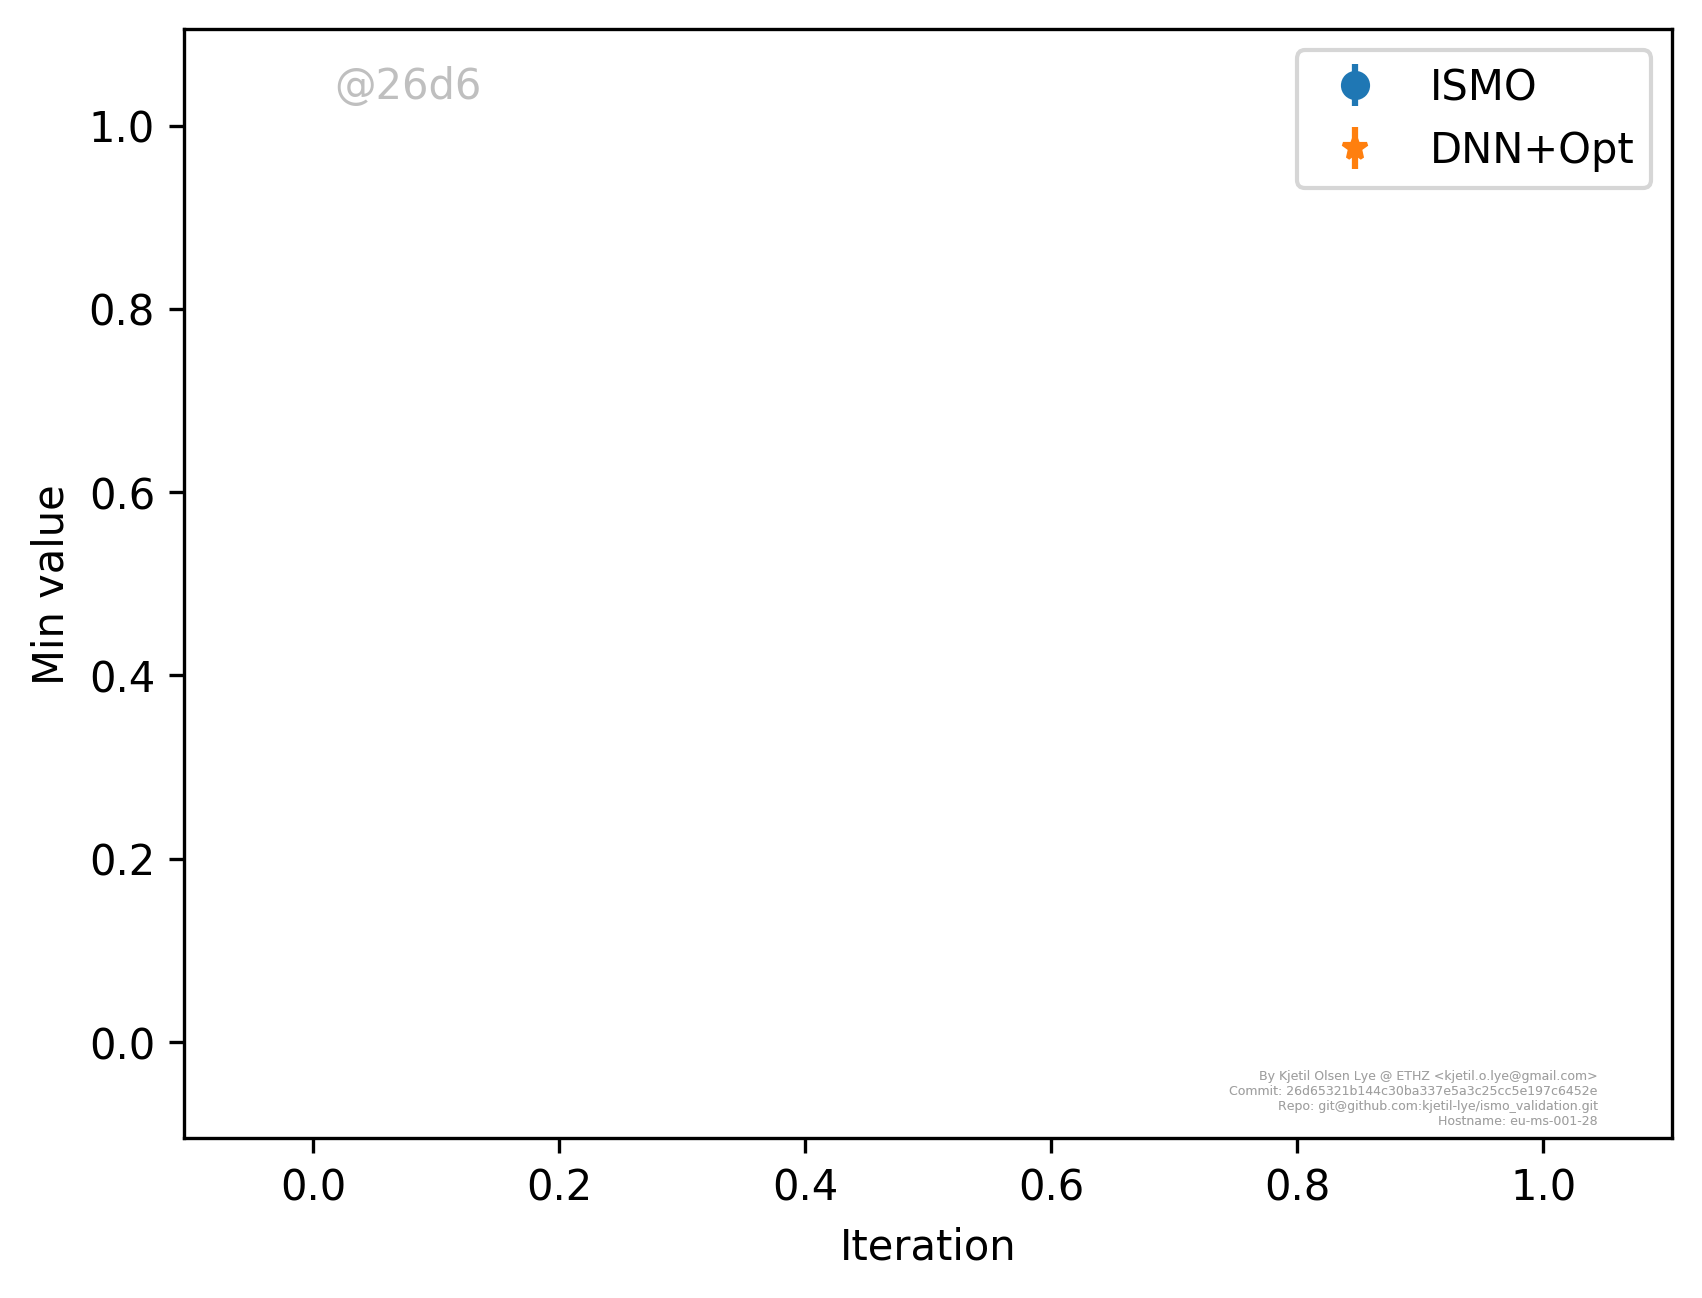 @26d6
ISMO
DNN+Opt
1.0
0.8
0.6
0.4
0.2
0.0
Min value
By Kjetil Olsen Lye @ ETHZ <kjetil.o.lye@gmail.com>
Commit: 26d65321b144c30ba337e5a3c25cc5e197c6452e
Repo: git@github.com:kjetil-lye/ismo_validation.git
Hostname: eu-ms-001-28
0.0 0.2 0.4 0.6 0.8 1.0
Iteration